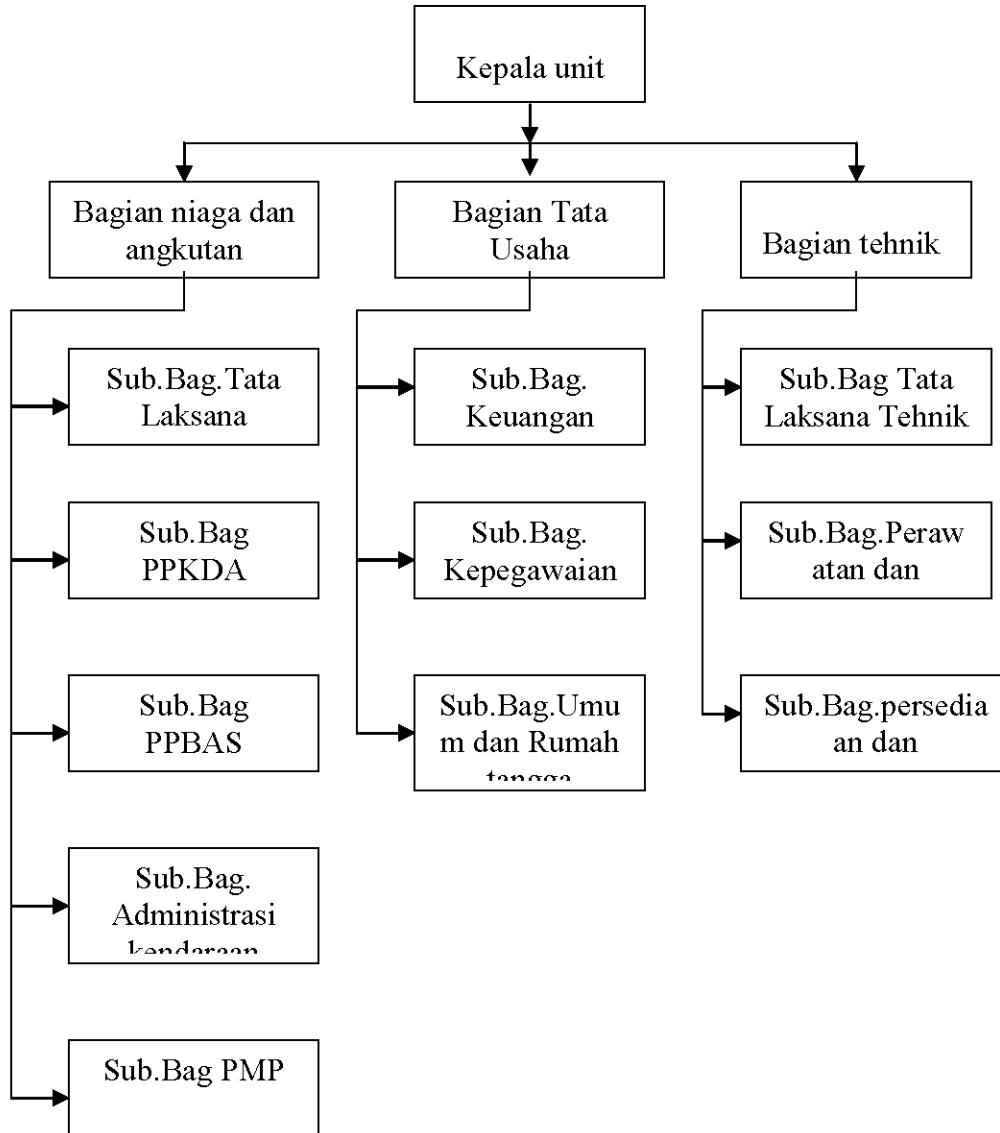 Kepala unit
Bagian niaga dan
angkutan
Bagian Tata
Usaha
Bagian tehnik
Sub.Bag.Tata
Laksana
Sub.Bag.
Keuangan
Sub.Bag Tata
Laksana Tehnik
Sub.Bag
PPKDA
Sub.Bag.
Kepegawaian
Sub.Bag.Peraw
atan dan
Sub.Bag
PPBAS
Sub.Bag.Umu
m dan Rumah
tangga
Sub.Bag.persedia
an dan
Sub.Bag.
Administrasi
kendaraan
Sub.Bag PMP